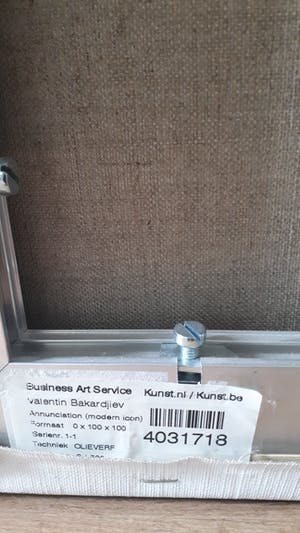 Business Art Service Kunst.nl / Kunst.be
Valentin Bakardjiev
Annunciation (modern icon)
Formaat 0 x 100 x 100
Serienr. 1-1
4031718
Techniek OLIEVERF